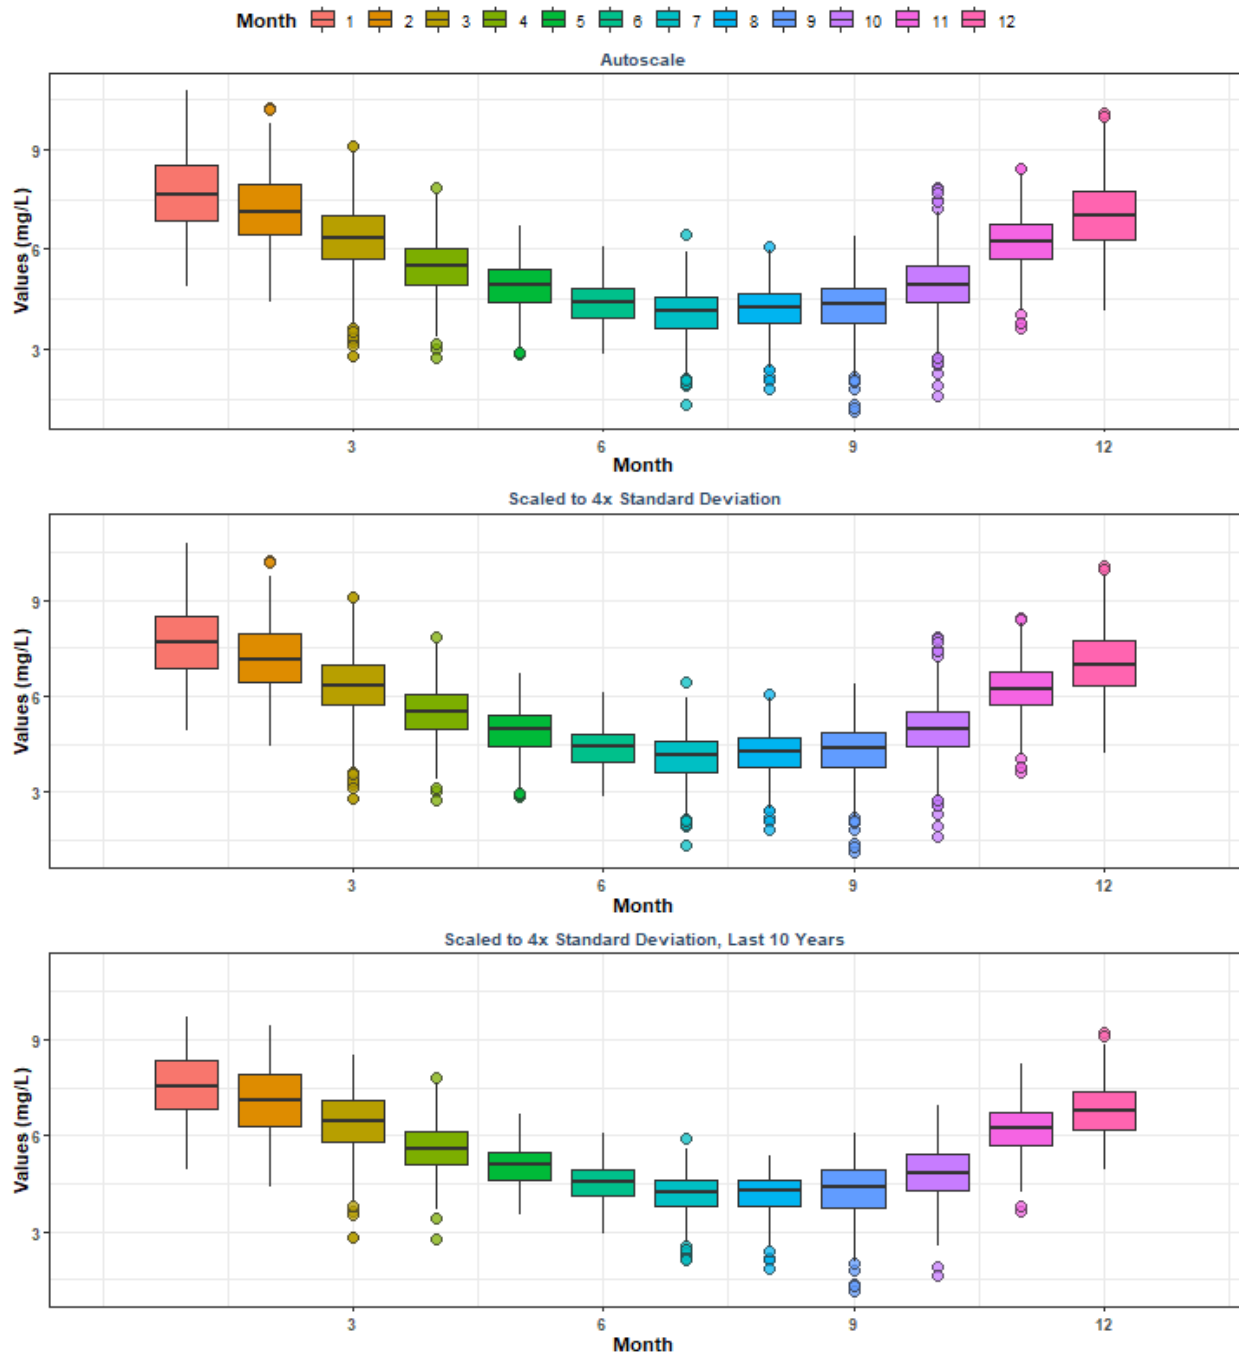 Month 1 2 3 4 5 6 7 8 9 10 11 12
Autoscale
Values (mg/L)
9
6
3
3 6 9 12
Month
Scaled to 4x Standard Deviation
Values (mg/L)
9
6
3
3 6 9 12
Month
Scaled to 4x Standard Deviation, Last 10 Years
Values (mg/L)
9
6
3
3 6 9 12
Month